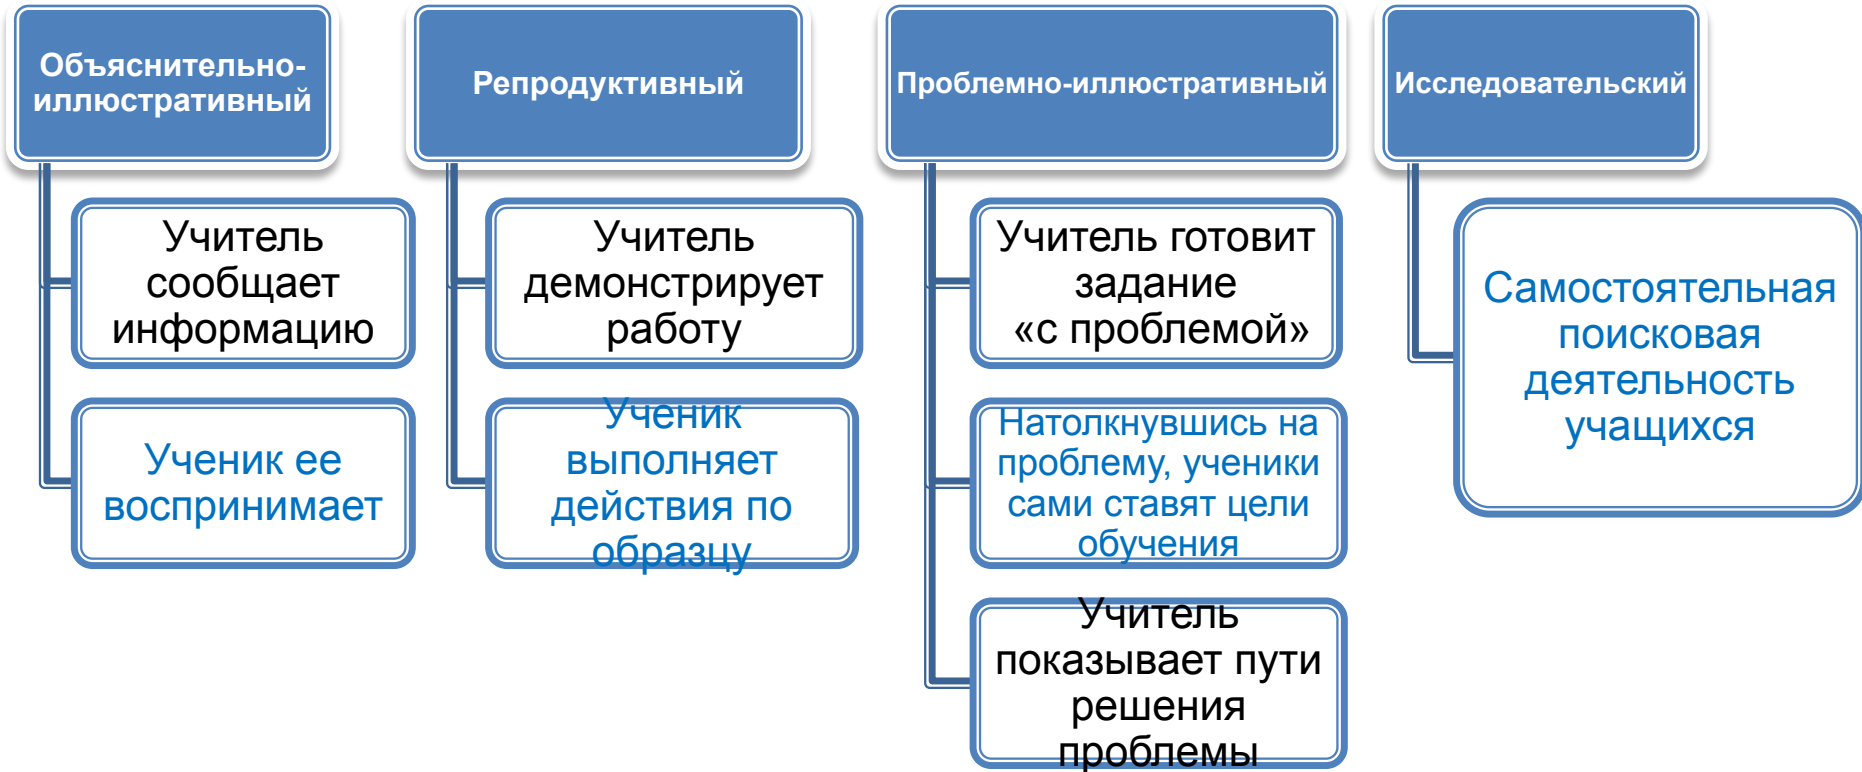 Объяснительно-
иллюстративный
Учитель
сообщает
информацию
Ученик ее
воспринимает
Репродуктивный
Учитель
демонстрирует
работу
Ученик
выполняет
действия по
образцу
Проблемно-иллюстративный
Учитель готовит
задание
«с проблемой»
Натолкнувшись на
проблему, ученики
сами ставят цели
обучения
Учитель
показывает пути
решения
проблемы
Исследовательский
Самостоятельная
поисковая
деятельность
учащихся